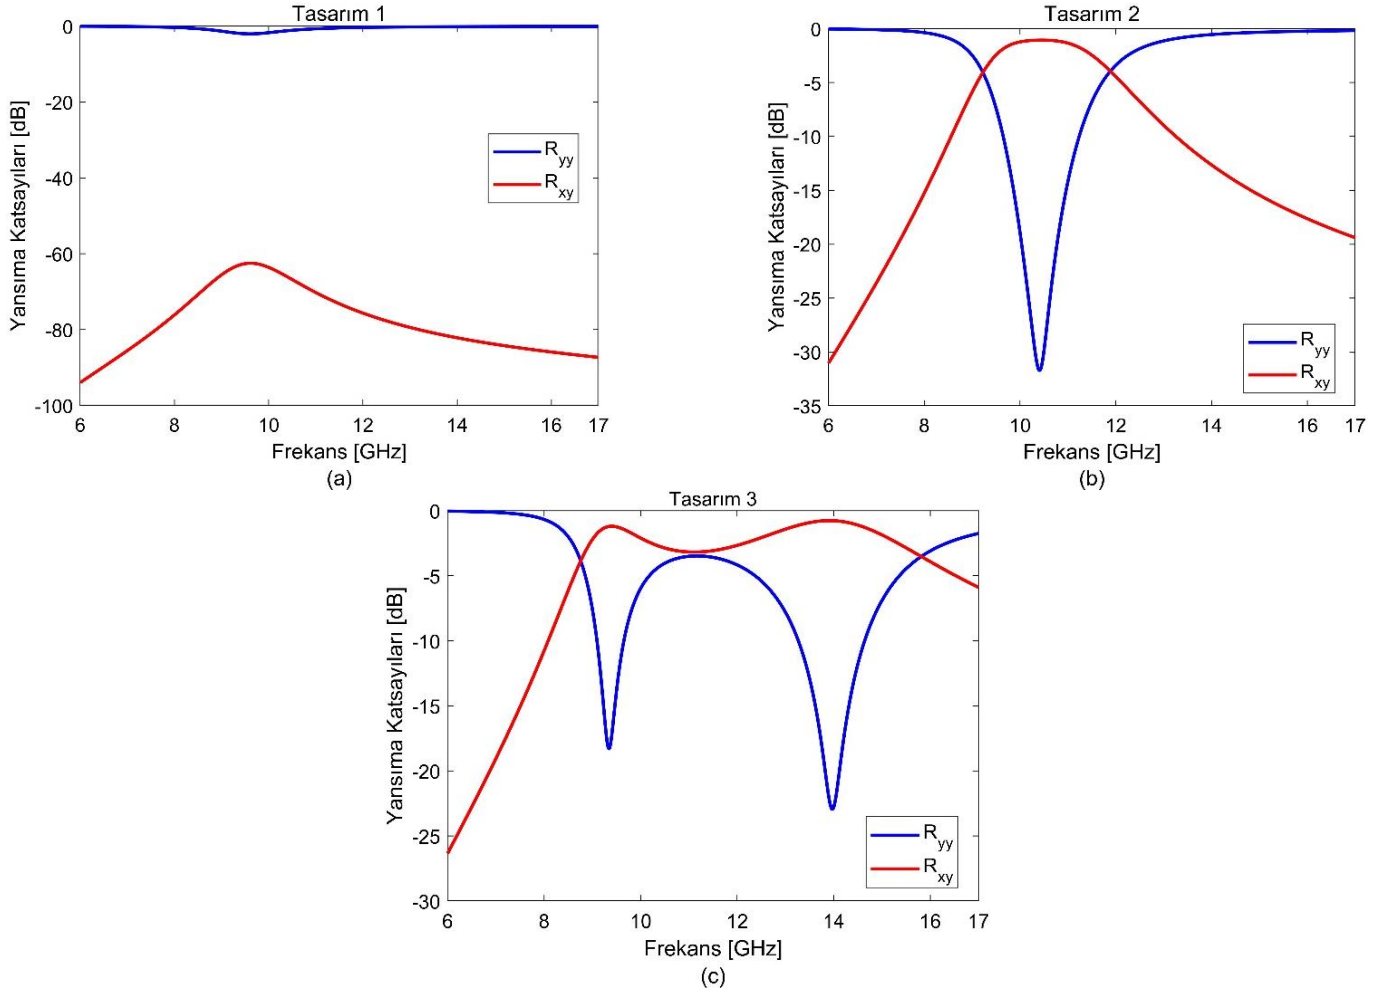 Tasarım 1
0
-20
-40
-60
-80
-100
Yansıma Katsayıları [dB]
R_yy
R_xy
6 8 10 12 14 16 17
Frekans [GHz]
(a)
Tasarım 2
0
-5
-10
-15
-20
-25
-30
-35
Yansıma Katsayıları [dB]
R_yy
R_xy
6 8 10 12 14 16 17
Frekans [GHz]
(b)
Tasarım 3
0
-5
-10
-15
-20
-25
-30
Yansıma Katsayıları [dB]
R_yy
R_xy
6 8 10 12 14 16 17
Frekans [GHz]
(c)